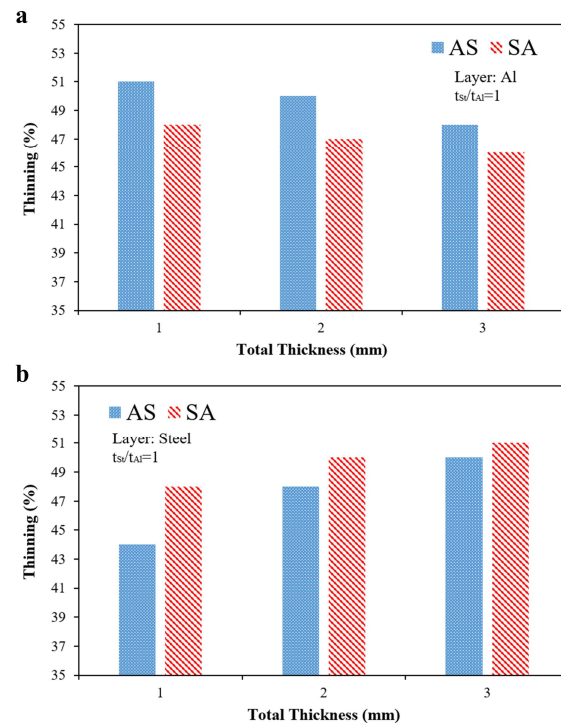 a
55
53
51
49
47
45
43
41
39
37
35
Thinning (%)
AS SA
Layer: Al
tSt/tAl=1
1 2 3
Total Thickness (mm)
b
55
53
51
49
47
45
43
41
39
37
35
Thinning (%)
AS SA
Layer: Steel
tSt/tAl=1
1 2 3
Total Thickness (mm)